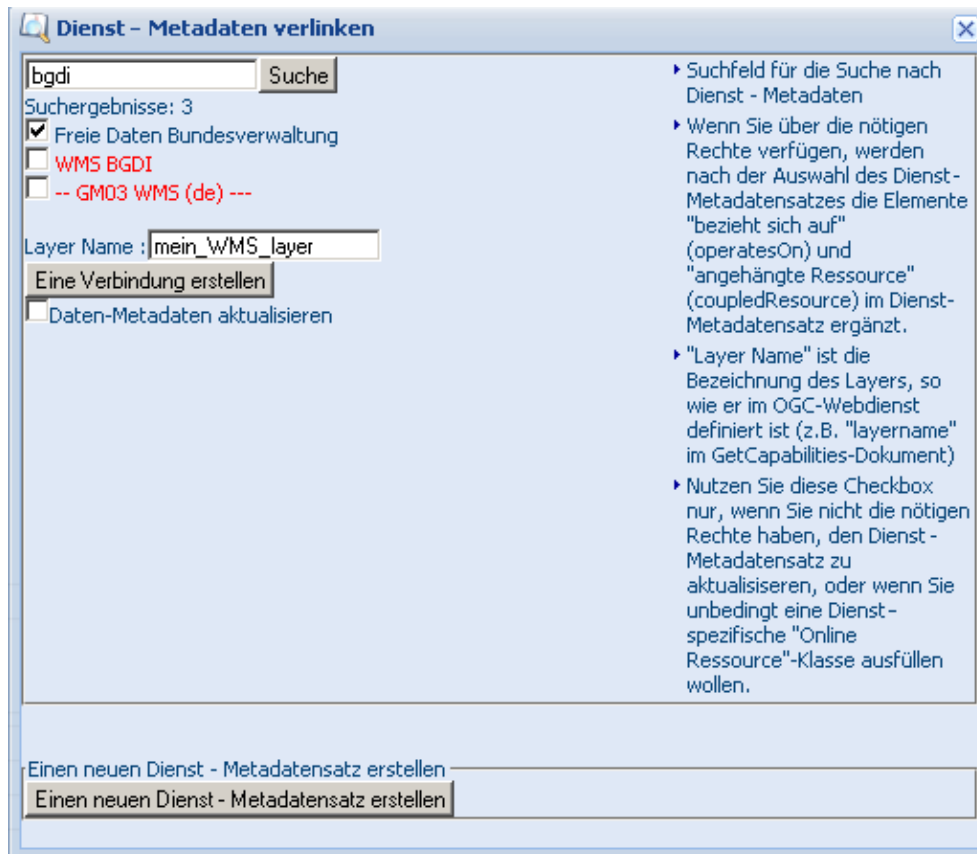 Dienst - Metadaten verlinken
bgdi
Suche
Suchergebnisse: 3
Freie Daten Bundesverwaltung
WMS BGDI
-- GM03 WMS (de) ---
Layer Name :
mein_WMS_layer
Eine Verbindung erstellen
Daten-Metadaten aktualisieren
Suchfeld für die Suche nach
Dienst - Metadaten
Wenn Sie über die nötigen
Rechte verfügen, werden
nach der Auswahl des Dienst-
Metadatensatzes die Elemente
"bezieht sich auf"
(operatesOn) und
"angehängte Ressource"
(coupledResource) im Dienst-
Metadatensatz ergänzt.
"Layer Name" ist die
Bezeichnung des Layers, so
wie er im OGC-Webdienst
definiert ist (z.B. "layername"
im GetCapabilities-Dokument)
Nutzen Sie diese Checkbox
nur, wenn Sie nicht die nötigen
Rechte haben, den Dienst -
Metadatensatz zu
aktualisiseren, oder wenn Sie
unbedingt eine Dienst-
spezifische "Online
Ressource"-Klasse ausfüllen
wollen.
Einen neuen Dienst - Metadatensatz erstellen
Einen neuen Dienst - Metadatensatz erstellen